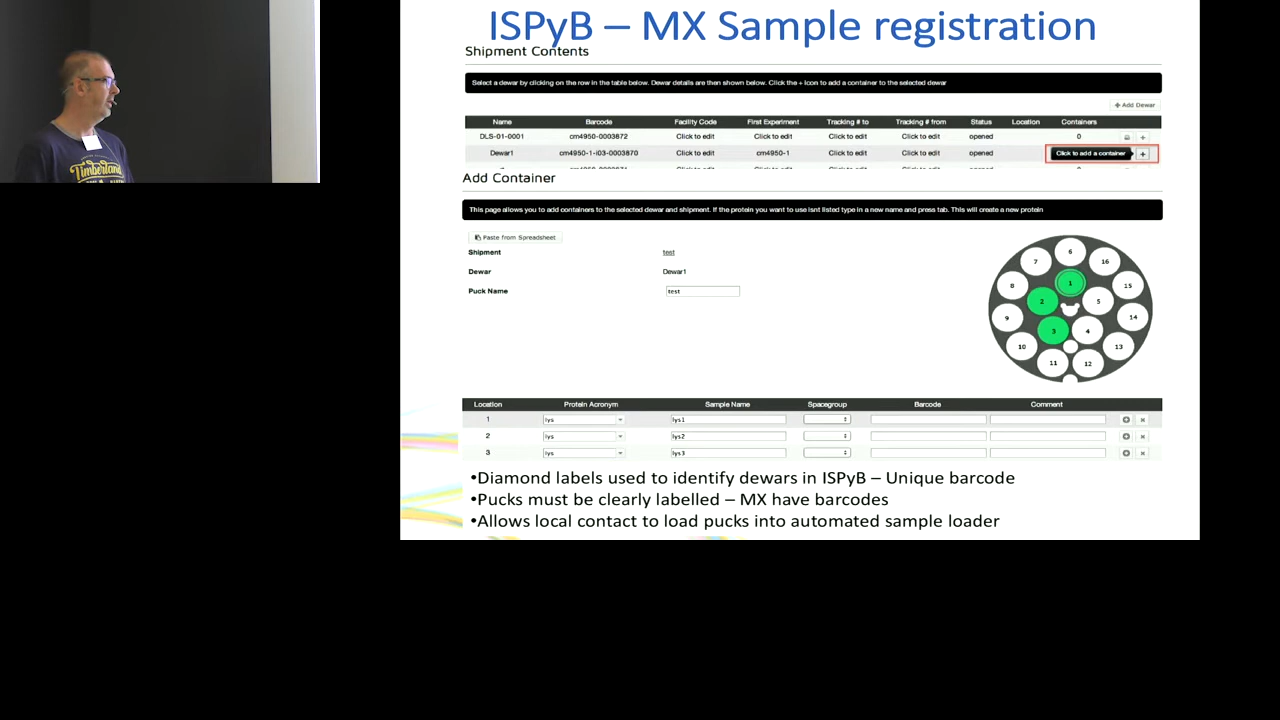 ISPyB – MX Sample registration
Shipment Contents
Select a dewar by clicking on the row in the table below. Dewar details are then shown below. Click the + icon to add a container to the selected dewar
+ Add Dewar
Name Barcode Facility Code First Experiment Tracking # to Tracking # from Status Location Containers
DLS-01-0001 cm4950-0003872 Click to edit Click to edit Click to edit Click to edit opened 0 +
Dewar1 cm4950-1-i03-0003870 Click to edit cm4950-1 Click to edit Click to edit opened Click to add a container +
Add Container
This page allows you to add containers to the selected dewar and shipment. If the protein you want to use isnt listed type in a new name and press tab. This will create a new protein
Paste from Spreadsheet
Shipment test
Dewar Dewar1
Puck Name test
6
7 16
1
8 15
2 5
9 14
3 4
10 13
11 12
Location Protein Acronym Sample Name Spacegroup Barcode Comment
1 lys lys1
2 lys lys2
3 lys lys3
•Diamond labels used to identify dewars in ISPyB – Unique barcode
•Pucks must be clearly labelled – MX have barcodes
•Allows local contact to load pucks into automated sample loader
Timberland